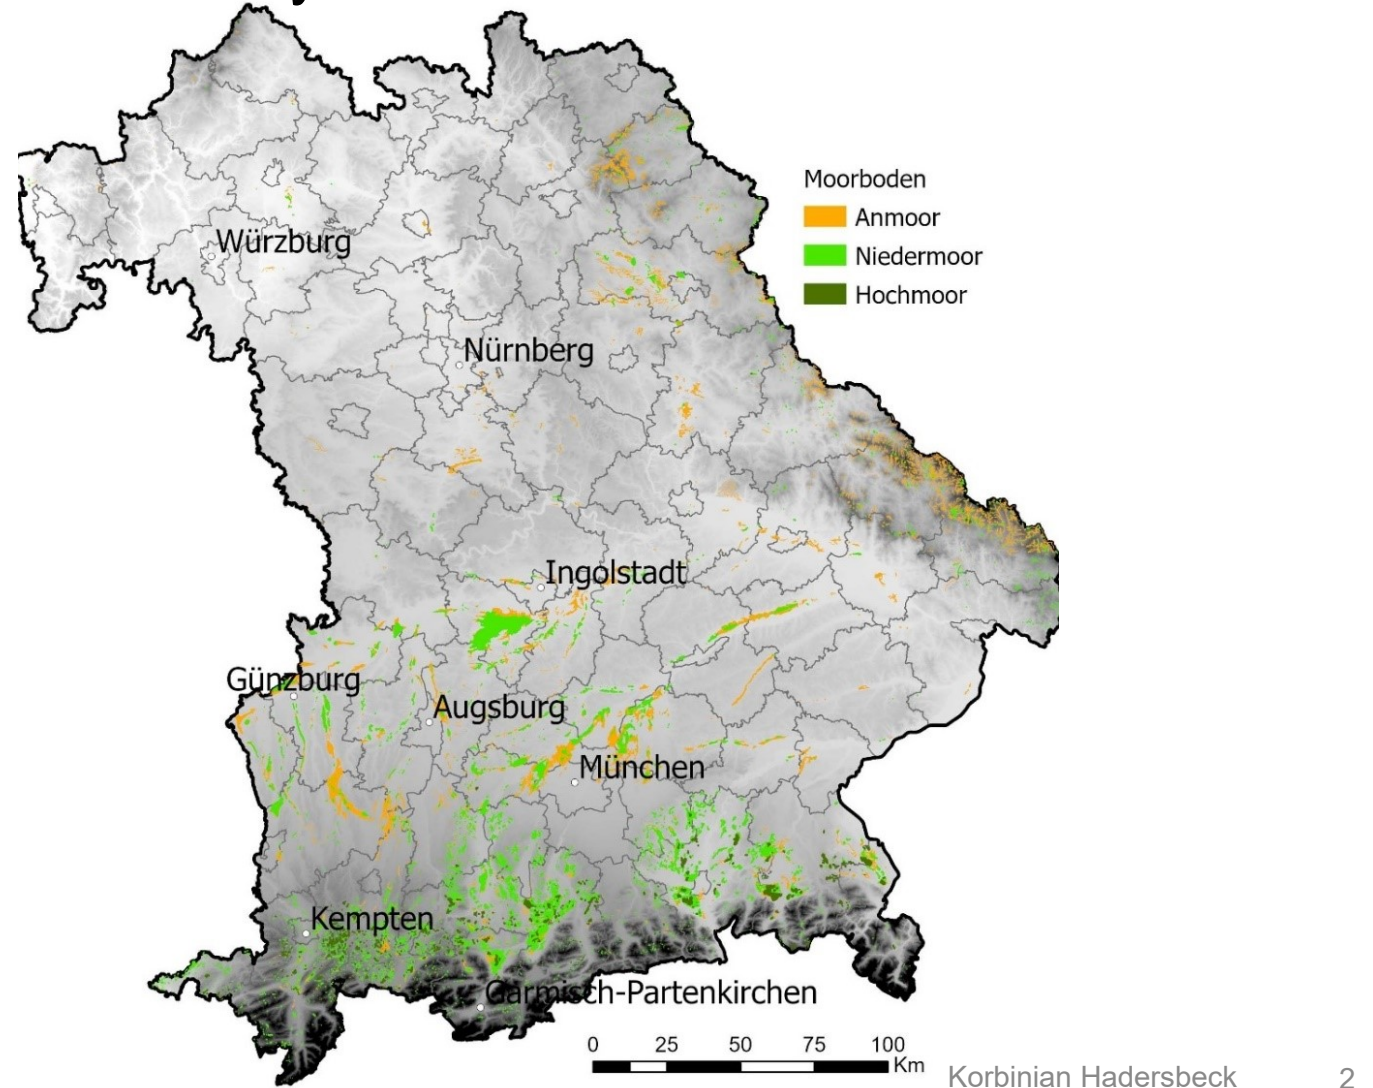 Moorboden
Anmoor
Niedermoor
Hochmoor
Würzburg
Nürnberg
Ingolstadt
Günzburg
Augsburg
München
Kempten
Garmisch-Partenkirchen
0 25 50 75 100
Km
Korbinian Hadersbeck 2